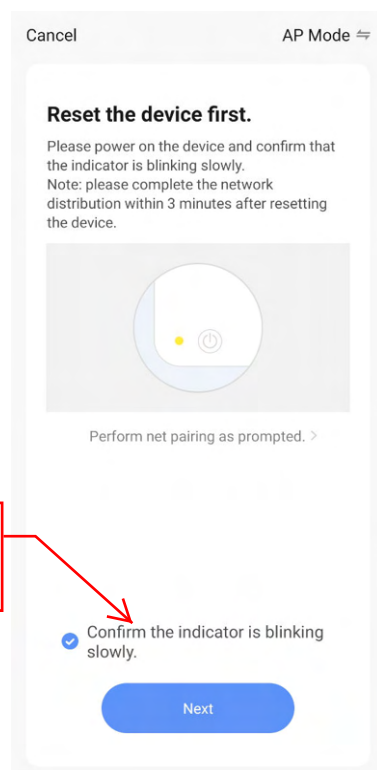 Cancel
AP Mode
Reset the device first.
Please power on the device and confirm that
the indicator is blinking slowly.
Note: please complete the network
distribution within 3 minutes after resetting
the device.
Perform net pairing as prompted. >
Confirm the indicator is blinking
slowly.
Next